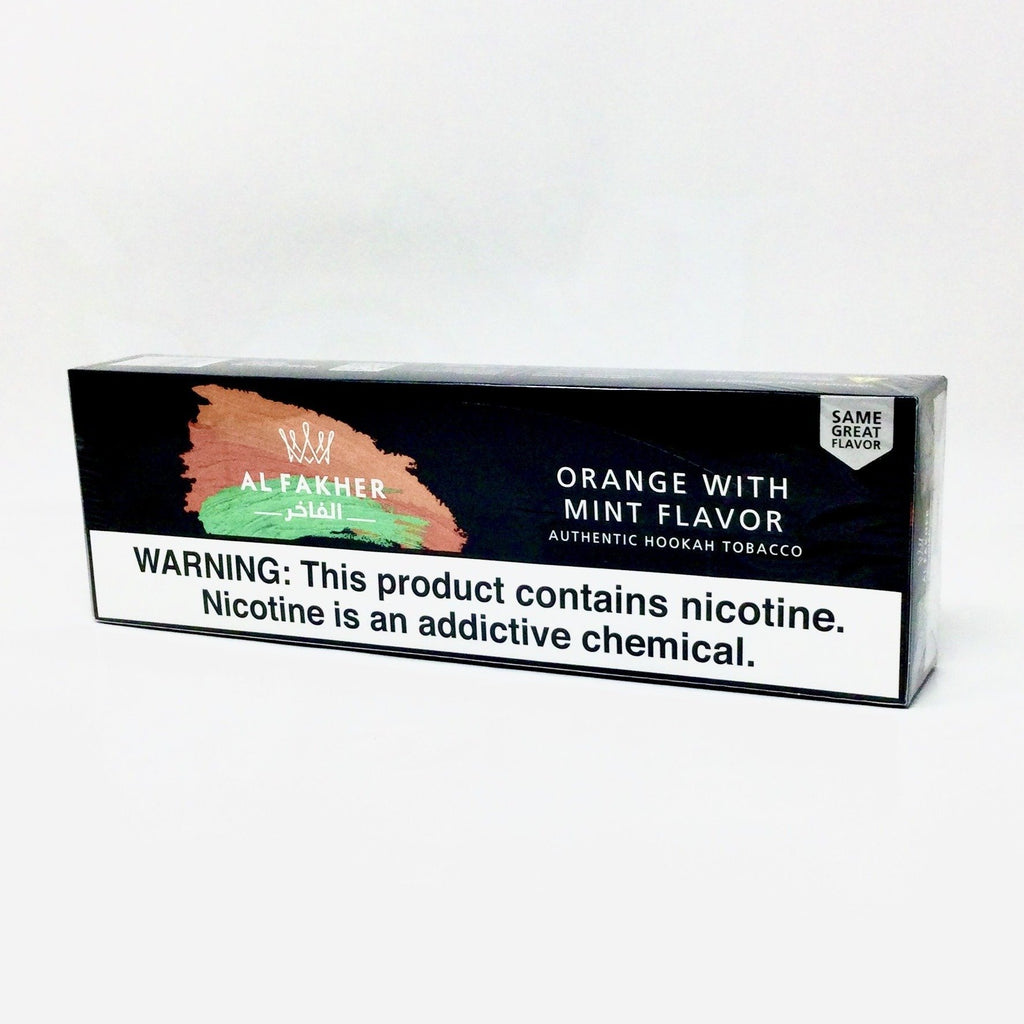 AL FAKHER
الفاخر
ORANGE WITH
MINT FLAVOR
AUTHENTIC HOOKAH TOBACCO
SAME
GREAT
FLAVOR
WARNING: This product contains nicotine.
Nicotine is an addictive chemical.